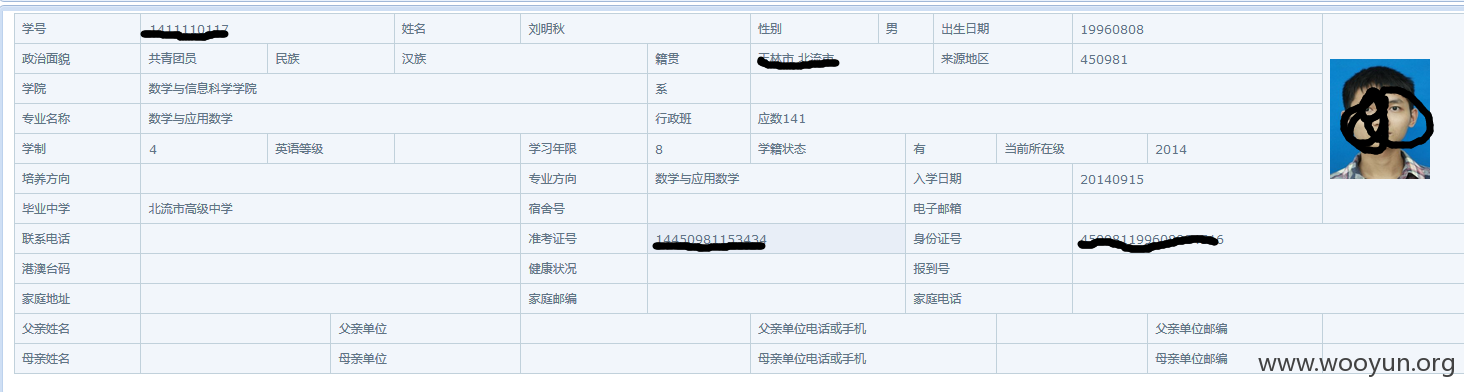 学号 姓名 刘明秋 性别 男 出生日期 19960808
政治面貌 共青团员 民族 汉族 籍贯 来源地区 450981
学院 数学与信息科学学院 系
专业名称 数学与应用数学 行政班 应数141
学制 4 英语等级 学习年限 8 学籍状态 有 当前所在级 2014
培养方向 专业方向 数学与应用数学 入学日期 20140915
毕业中学 北流市高级中学 宿舍号 电子邮箱
联系电话 准考证号 身份证号
港澳台码 健康状况 报到号
家庭地址 家庭邮编 家庭电话
父亲姓名 父亲单位 父亲单位电话或手机 父亲单位邮编
母亲姓名 母亲单位 母亲单位电话或手机 母亲单位邮编
www.wooyun.org